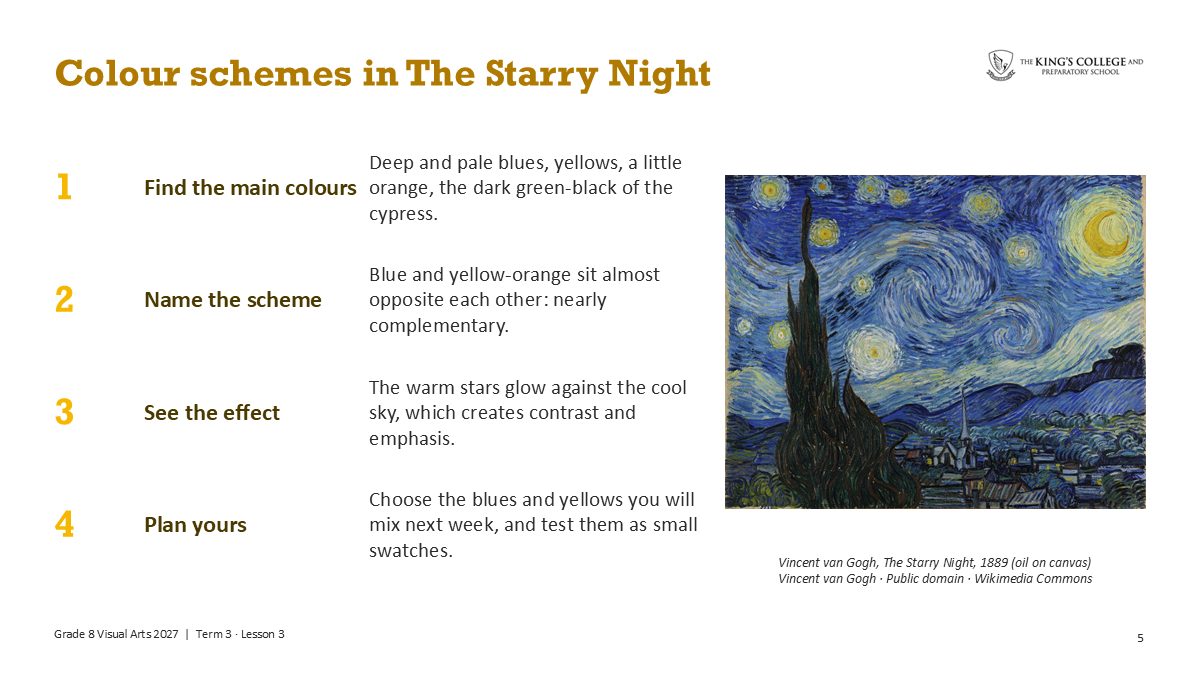 Colour schemes in The Starry Night
THE KING'S COLLEGE AND
PREPARATORY SCHOOL
1
Find the main colours
Deep and pale blues, yellows, a little
orange, the dark green-black of the
cypress.
2
Name the scheme
Blue and yellow-orange sit almost
opposite each other: nearly
complementary.
3
See the effect
The warm stars glow against the cool
sky, which creates contrast and
emphasis.
4
Plan yours
Choose the blues and yellows you will
mix next week, and test them as small
swatches.
Vincent van Gogh, The Starry Night, 1889 (oil on canvas)
Vincent van Gogh · Public domain · Wikimedia Commons
Grade 8 Visual Arts 2027 | Term 3 · Lesson 3
5